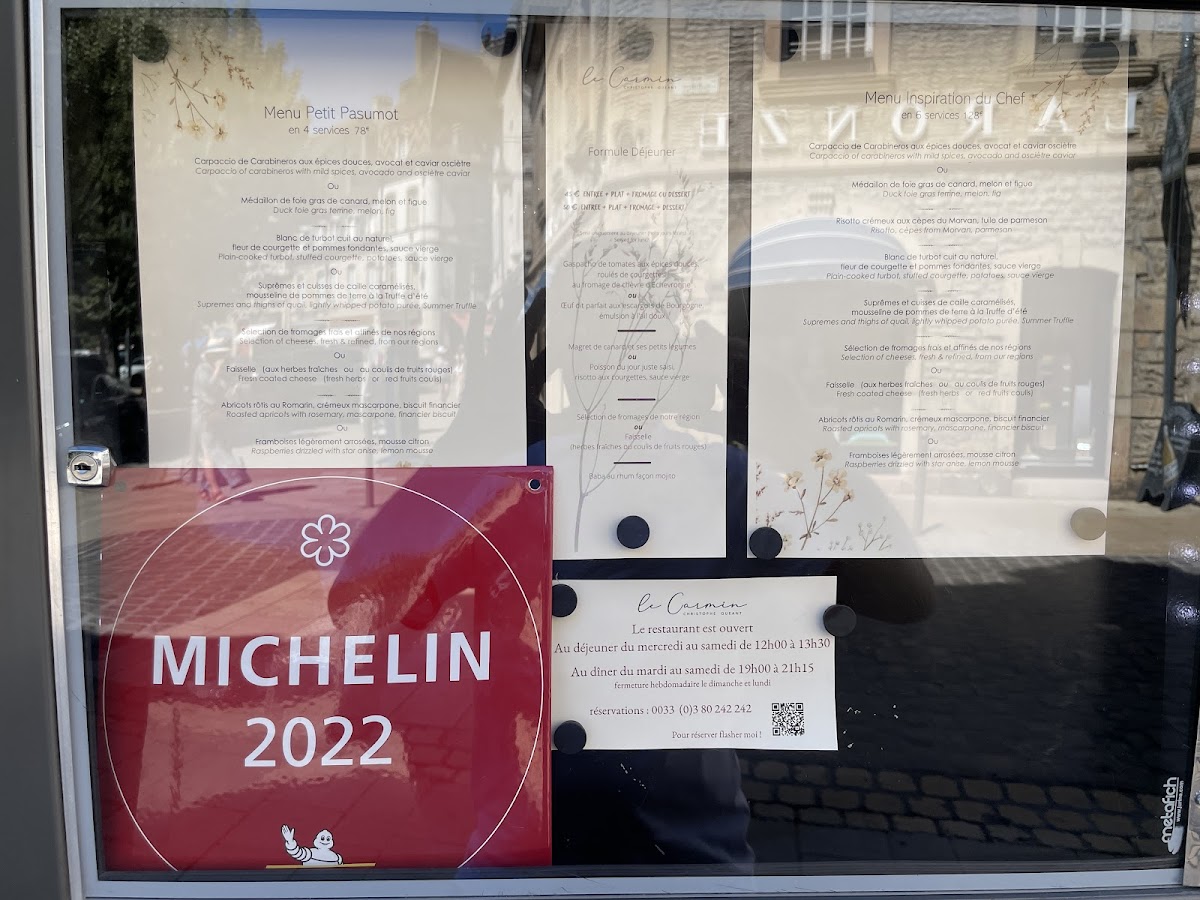 Menu Petit Pasumot
en 4 services 78€
Carpaccio de Carabineros aux épices douces, avocat et caviar osciètre
Carpaccio of carabineros with mild spices, avocado and osciètre caviar
Ou
Médaillon de foie gras de canard, melon et figue
Duck foie gras terrine, melon, fig
Blanc de turbot cuit au naturel,
fleur de courgette et pommes fondantes, sauce vierge
Plain-cooked turbot, stuffed courgette, potatoes, sauce vierge
Ou
Suprêmes et cuisses de caille caramélisés,
mousseline de pommes de terre à la Truffe d'été
Supremes and thighs of quail, lightly whipped potato purée, Summer Truffle
Sélection de fromages frais et affinés de nos régions
Selection of cheeses, fresh & refined, from our regions
Ou
Faisselle (aux herbes fraîches ou au coulis de fruits rouges)
Fresh coated cheese (fresh herbs or red fruits coulis)
Abricots rôtis au Romarin, crémeux mascarpone, biscuit financier
Roasted apricots with rosemary, mascarpone, financier biscuit
Ou
Framboises légèrement arrosées, mousse citron
Raspberries drizzled with star anise, lemon mousse
le Carmin
CHRISTOPHE QUÉANT
Formule Déjeuner
€ ENTRÉE + PLAT + FROMAGE OU DESSERT
€ ENTRÉE + PLAT + FROMAGE + DESSERT
Gaspacho de tomates aux épices douces,
roulés de courgette
au fromage de chèvre d'Echevronne
ou
Œuf dit parfait aux escargots de Bourgogne
émulsion à l'ail doux
Magret de canard et ses petits légumes
ou
Poisson du jour juste saisi,
risotto aux courgettes, sauce vierge
Sélection de fromages de notre région
ou
Faisselle
(herbes fraîches ou coulis de fruits rouges)
Baba au rhum façon mojito
Menu Inspiration du Chef
en 6 services 128€
Carpaccio de Carabineros aux épices douces, avocat et caviar osciètre
Carpaccio of carabineros with mild spices, avocado and osciètre caviar
Ou
Médaillon de foie gras de canard, melon et figue
Duck foie gras terrine, melon, fig
Risotto crémeux aux cèpes du Morvan, tuile de parmesan
Risotto, cèpes from Morvan, parmesan
Blanc de turbot cuit au naturel,
fleur de courgette et pommes fondantes, sauce vierge
Plain-cooked turbot, stuffed courgette, potatoes, sauce vierge
Suprêmes et cuisses de caille caramélisés,
mousseline de pommes de terre à la Truffe d'été
Supremes and thighs of quail, lightly whipped potato purée, Summer Truffle
Sélection de fromages frais et affinés de nos régions
Selection of cheeses, fresh & refined, from our regions
Ou
Faisselle (aux herbes fraîches ou au coulis de fruits rouges)
Fresh coated cheese (fresh herbs or red fruits coulis)
Abricots rôtis au Romarin, crémeux mascarpone, biscuit financier
Roasted apricots with rosemary, mascarpone, financier biscuit
Ou
Framboises légèrement arrosées, mousse citron
Raspberries drizzled with star anise, lemon mousse
LARONZE
MICHELIN
2022
le Carmin
CHRISTOPHE QUÉANT
Le restaurant est ouvert
Au déjeuner du mercredi au samedi de 12h00 à 13h30
Au dîner du mardi au samedi de 19h00 à 21h15
fermeture hebdomadaire le dimanche et lundi
réservations : 0033 (0)3 80 242 242
Pour réserver flasher moi !
metafich